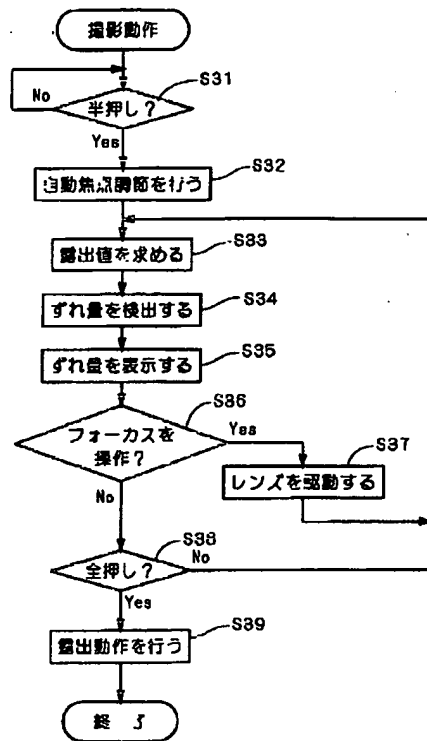 撮影動作
S31
No
半押し?
Yes
S32
自動焦点調節を行う
S33
露出値を求める
S34
ずれ量を検出する
S35
ずれ量を表示する
S36
フォーカスを
操作?
Yes
S37
レンズを駆動する
No
S38
全押し?
No
Yes
S39
露出動作を行う
終了